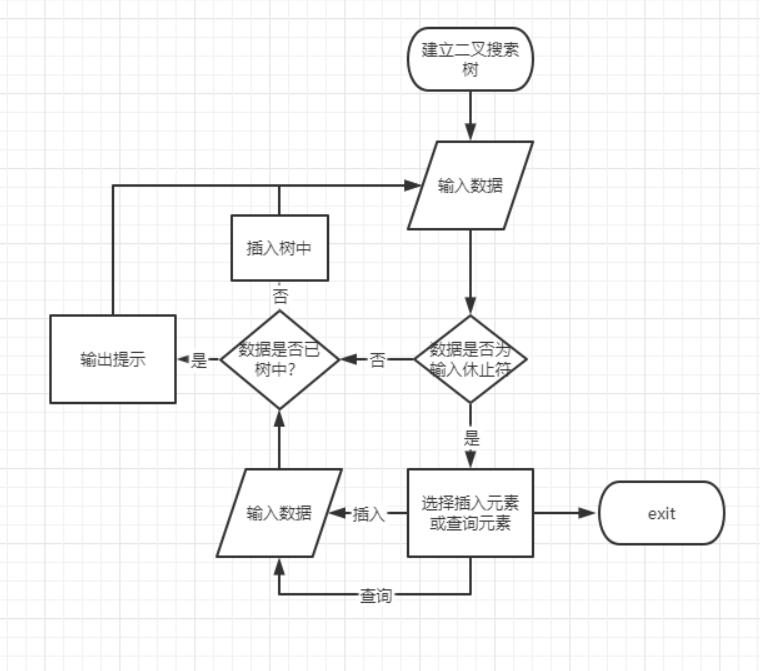 建立二叉搜索
树
输入数据
插入树中
否
输出提示
是
数据是否已
树中？
否
数据是否为
输入休止符
是
输入数据
插入
选择插入元素
或查询元素
exit
查询